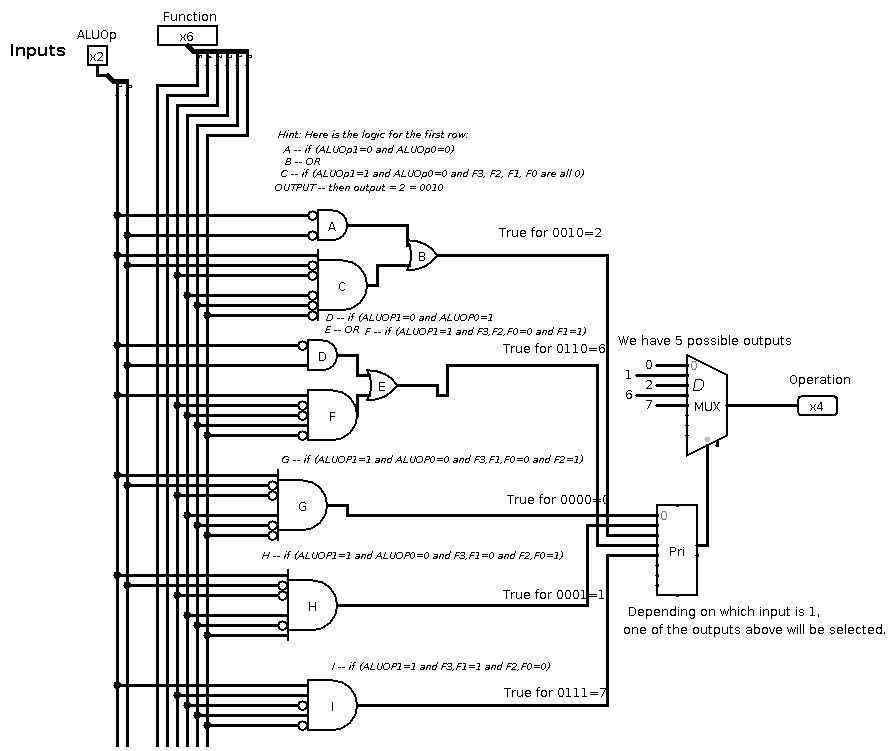 Function
ALUOp
x6
Inputs
x2
Hint: Here is the logic for the first row:
A -- if (ALUOp1=0 and ALUOp0=0)
B -- OR
C -- if (ALUOp1=1 and ALUOp0=0 and F3, F2, F1, F0 are all 0)
OUTPUT -- then output = 2 = 0010
A
True for 0010=2
B
C
D -- if (ALUOP1=0 and ALUOP0=1
E -- OR F -- if (ALUOP1=1 and F3,F2,F0=0 and F1=1)
We have 5 possible outputs
True for 0110=6
D
0
0
1
Operation
E
2
D
6
7
MUX
x4
F
G -- if (ALUOP1=1 and ALUOP0=0 and F3,F1,F0=0 and F2=1)
True for 0000=0
G
0
H -- if (ALUOP1=1 and ALUOP0=0 and F3,F1=0 and F2,F0=1)
Pri
True for 0001=1
H
Depending on which input is 1,
one of the outputs above will be selected.
I -- if (ALUOP1=1 and F3,F1=1 and F2,F0=0)
True for 0111=7
I